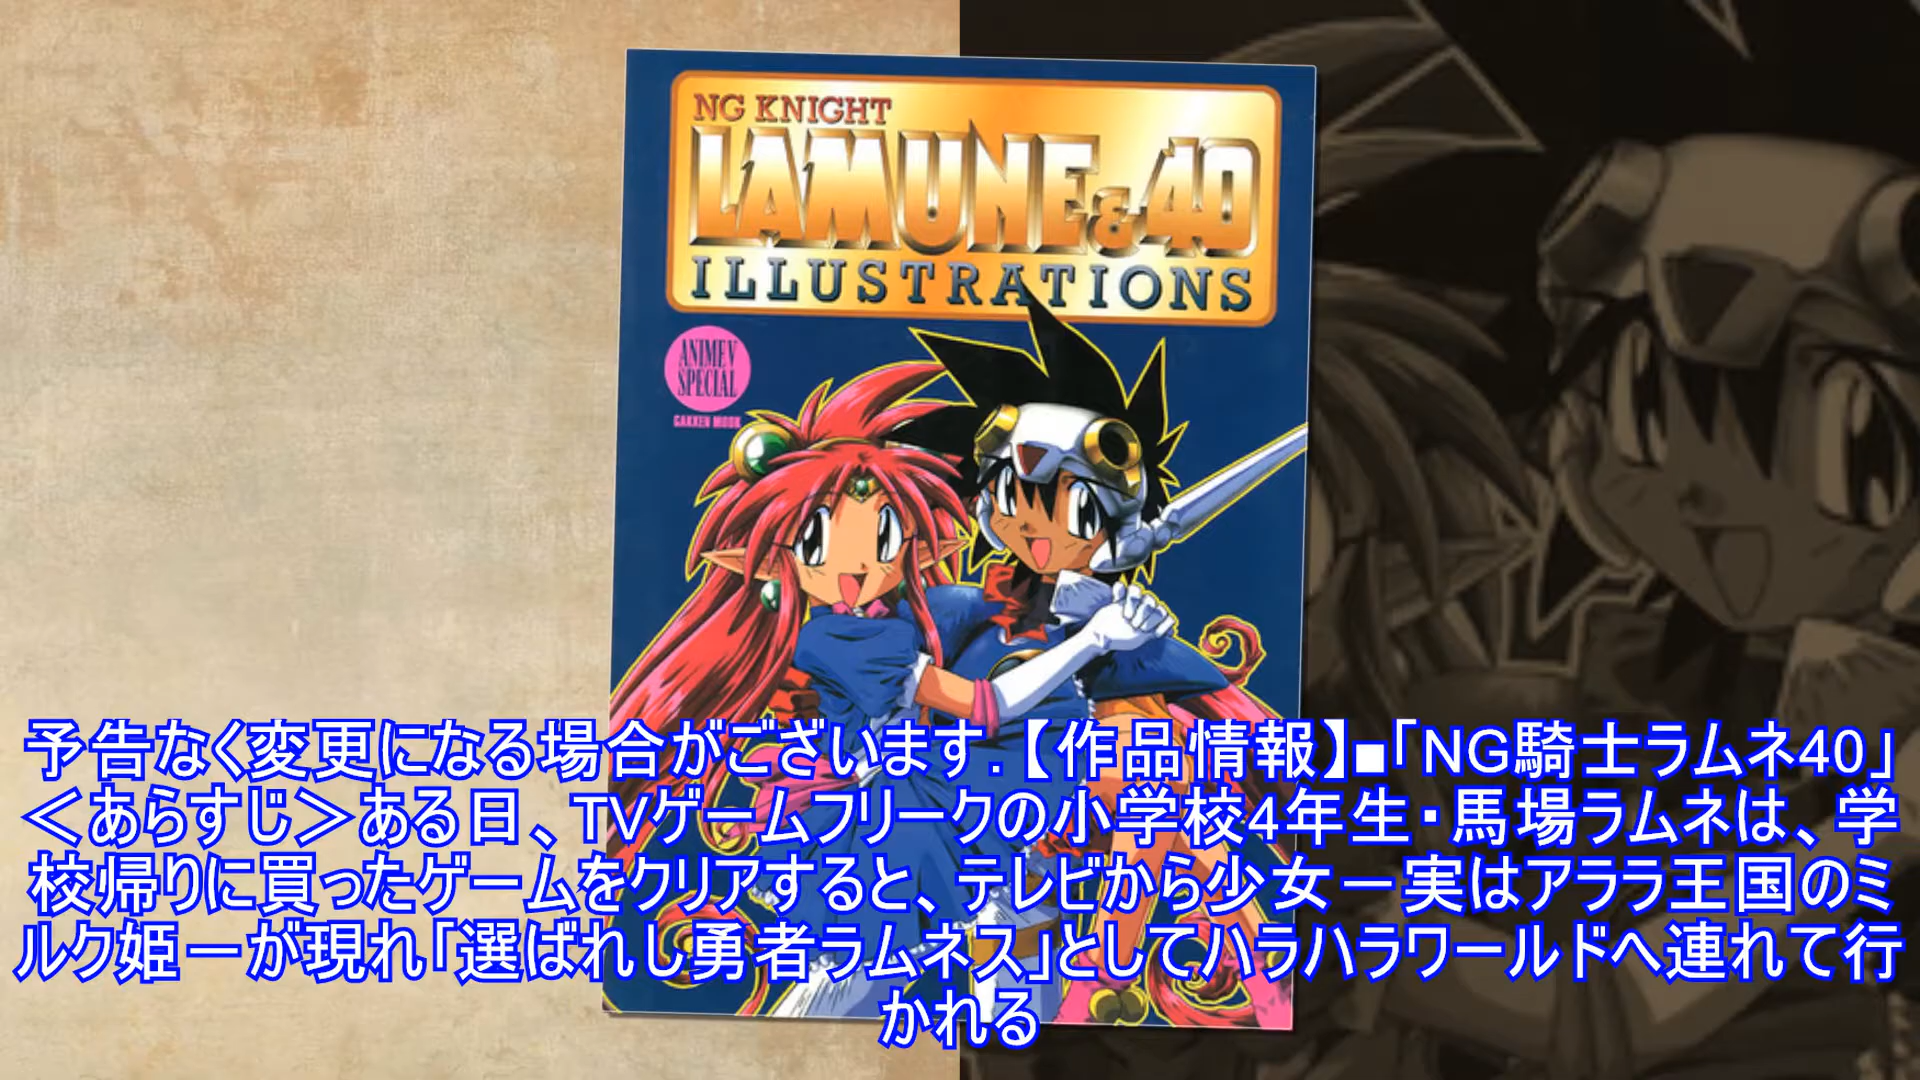 NG KNIGHT
LAMUNE & 40
ILLUSTRATIONS
ANIME V
SPECIAL
GAKKEN MOOK
予告なく変更になる場合がございます.【作品情報】■「NG騎士ラムネ40」
＜あらすじ＞ある日、TVゲームフリークの小学校4年生・馬場ラムネは、学
校帰りに買ったゲームをクリアすると、テレビから少女－実はアララ王国のミ
ルク姫－が現れ「選ばれし勇者ラムネス」としてハラハラワールドへ連れて行
かれる